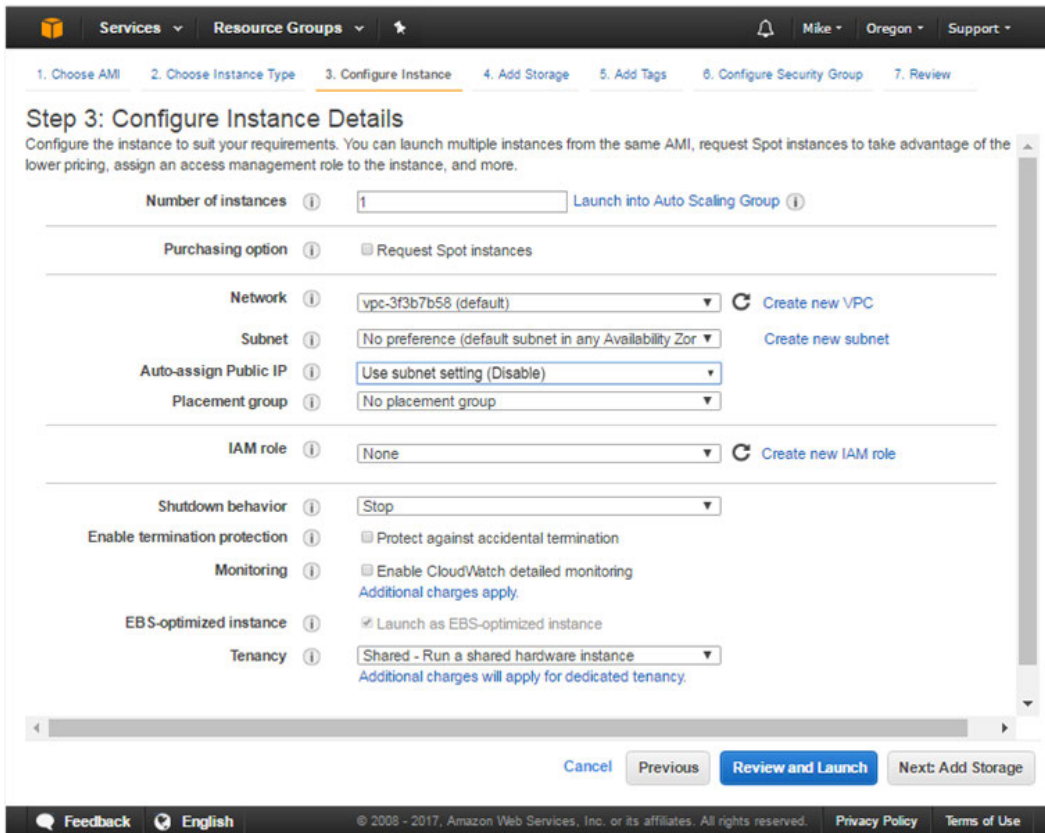 Services Resource Groups Mike Oregon Support
1. Choose AMI 2. Choose Instance Type 3. Configure Instance 4. Add Storage 5. Add Tags 6. Configure Security Group 7. Review
Step 3: Configure Instance Details
Configure the instance to suit your requirements. You can launch multiple instances from the same AMI, request Spot instances to take advantage of the
lower pricing, assign an access management role to the instance, and more.
Number of instances 1 Launch into Auto Scaling Group
Purchasing option Request Spot instances
Network vpc-3f3b7b58 (default) Create new VPC
Subnet No preference (default subnet in any Availability Zor Create new subnet
Auto-assign Public IP Use subnet setting (Disable)
Placement group No placement group
IAM role None Create new IAM role
Shutdown behavior Stop
Enable termination protection Protect against accidental termination
Monitoring Enable CloudWatch detailed monitoring
Additional charges apply.
EBS-optimized instance Launch as EBS-optimized instance
Tenancy Shared - Run a shared hardware instance
Additional charges will apply for dedicated tenancy.
Cancel Previous Review and Launch Next: Add Storage
Feedback English © 2008 - 2017, Amazon Web Services, Inc. or its affiliates. All rights reserved. Privacy Policy Terms of Use